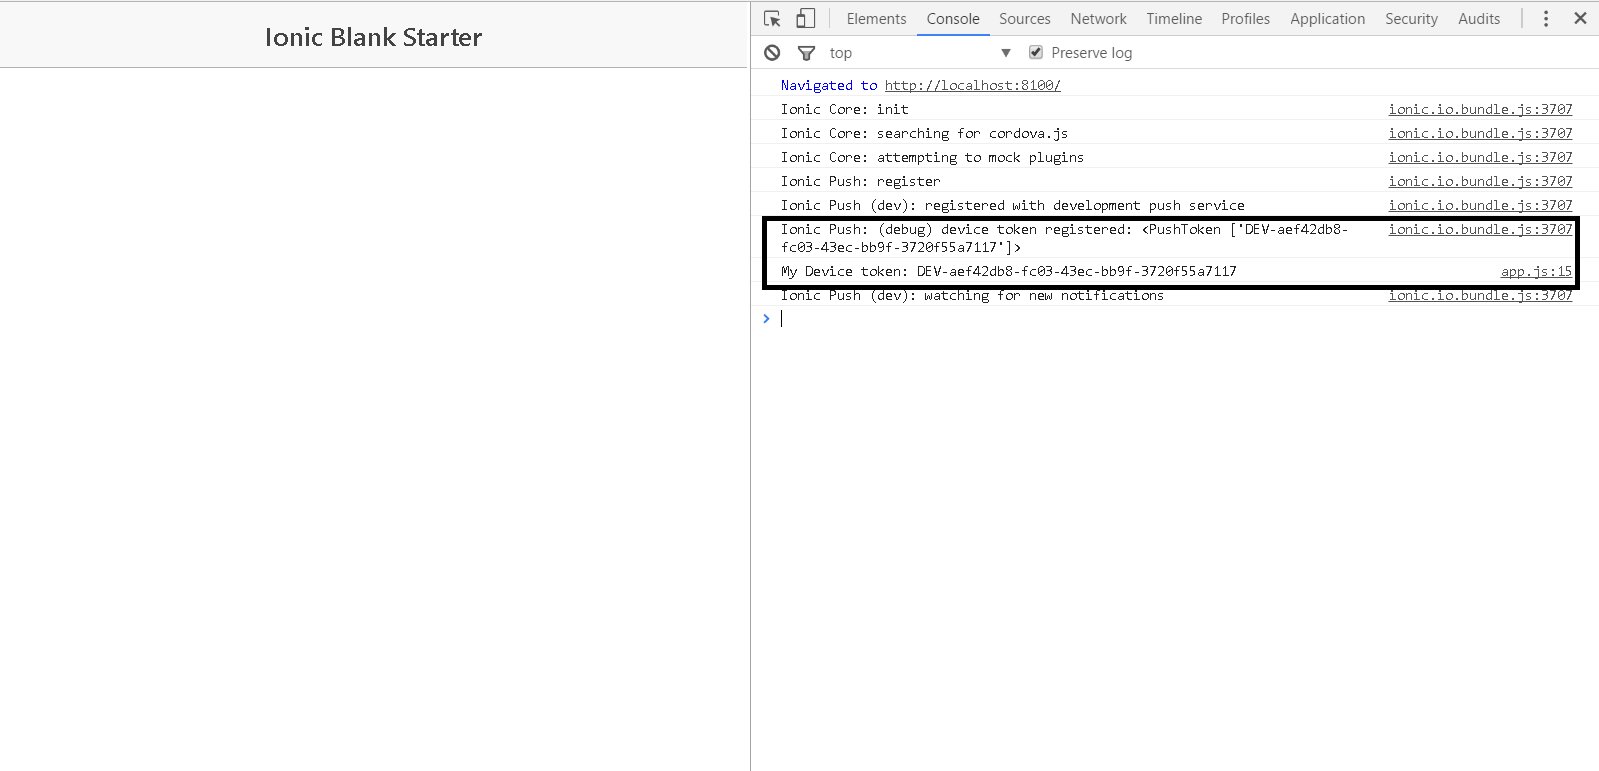 Ionic Blank Starter
Elements Console Sources Network Timeline Profiles Application Security Audits
top Preserve log
Navigated to http://localhost:8100/
Ionic Core: init ionic.io.bundle.js:3707
Ionic Core: searching for cordova.js ionic.io.bundle.js:3707
Ionic Core: attempting to mock plugins ionic.io.bundle.js:3707
Ionic Push: register ionic.io.bundle.js:3707
Ionic Push (dev): registered with development push service ionic.io.bundle.js:3707
Ionic Push: (debug) device token registered: <PushToken ['DEV-aef42db8- ionic.io.bundle.js:3707
fc03-43ec-bb9f-3720f55a7117']>
My Device token: DEV-aef42db8-fc03-43ec-bb9f-3720f55a7117 app.js:15
Ionic Push (dev): watching for new notifications ionic.io.bundle.js:3707